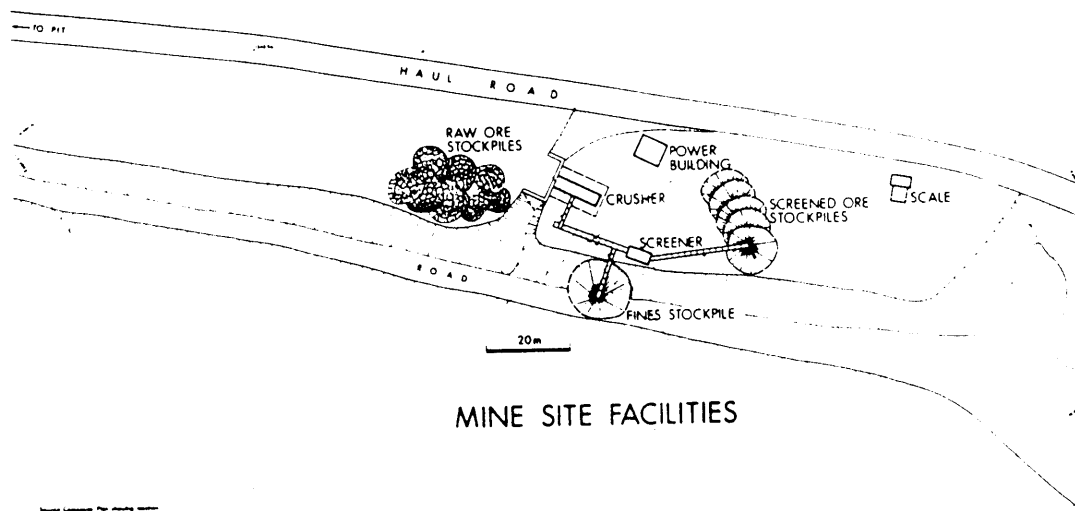 TO PIT
HAUL ROAD
RAW ORE
STOCKPILES
POWER
BUILDING
CRUSHER
SCREENED ORE
STOCKPILES
SCALE
SCREENER
ROAD
FINES STOCKPILE
20m
MINE SITE FACILITIES